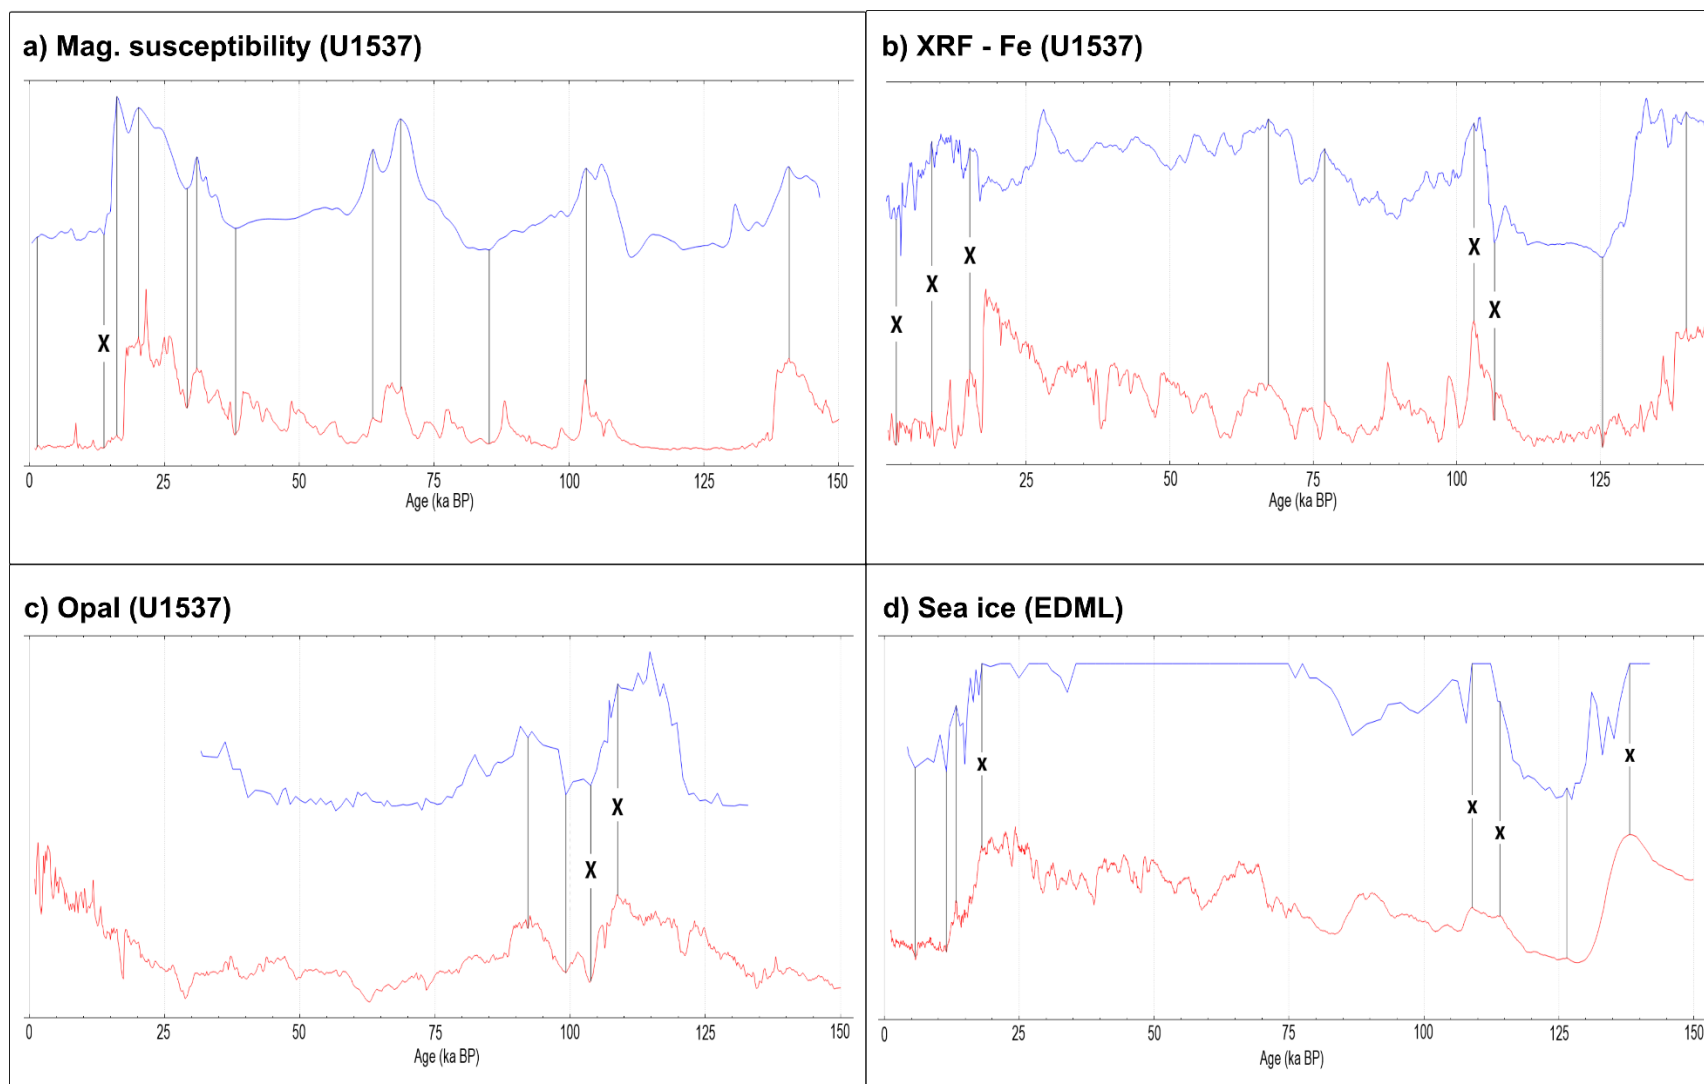 a) Mag. susceptibility (U1537)
X
0 25 50 75 100 125 150
Age (ka BP)
b) XRF - Fe (U1537)
X X X X X
25 50 75 100 125
Age (ka BP)
c) Opal (U1537)
X
X
0 25 50 75 100 125 150
Age (ka BP)
d) Sea ice (EDML)
x x x x
0 25 50 75 100 125 150
Age (ka BP)